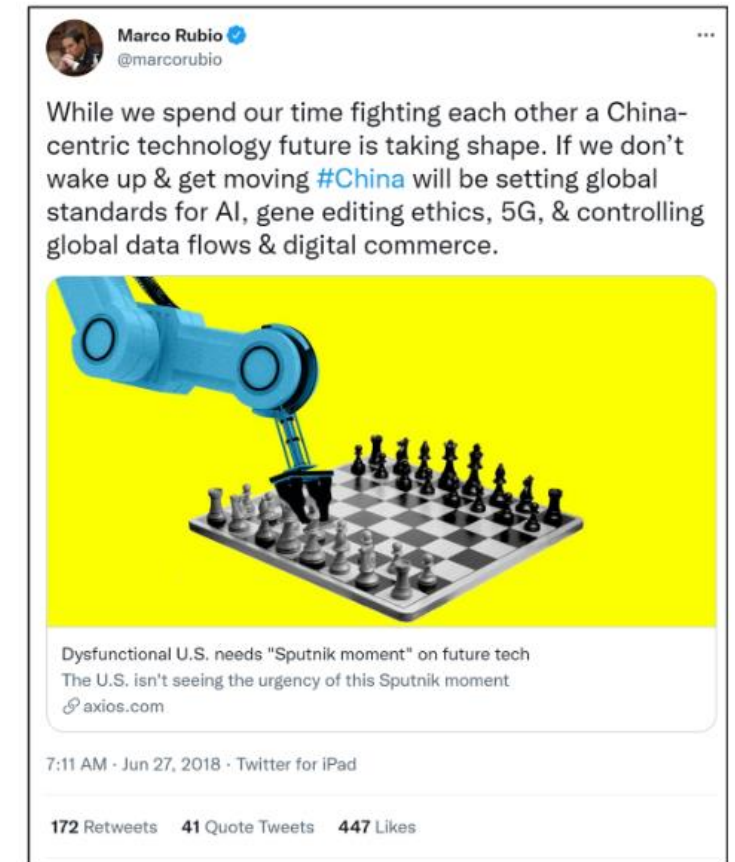 Marco Rubio
@marcorubio
While we spend our time fighting each other a China-
centric technology future is taking shape. If we don’t
wake up & get moving #China will be setting global
standards for AI, gene editing ethics, 5G, & controlling
global data flows & digital commerce.
Dysfunctional U.S. needs "Sputnik moment" on future tech
The U.S. isn't seeing the urgency of this Sputnik moment
axios.com
7:11 AM · Jun 27, 2018 · Twitter for iPad
172 Retweets 41 Quote Tweets 447 Likes